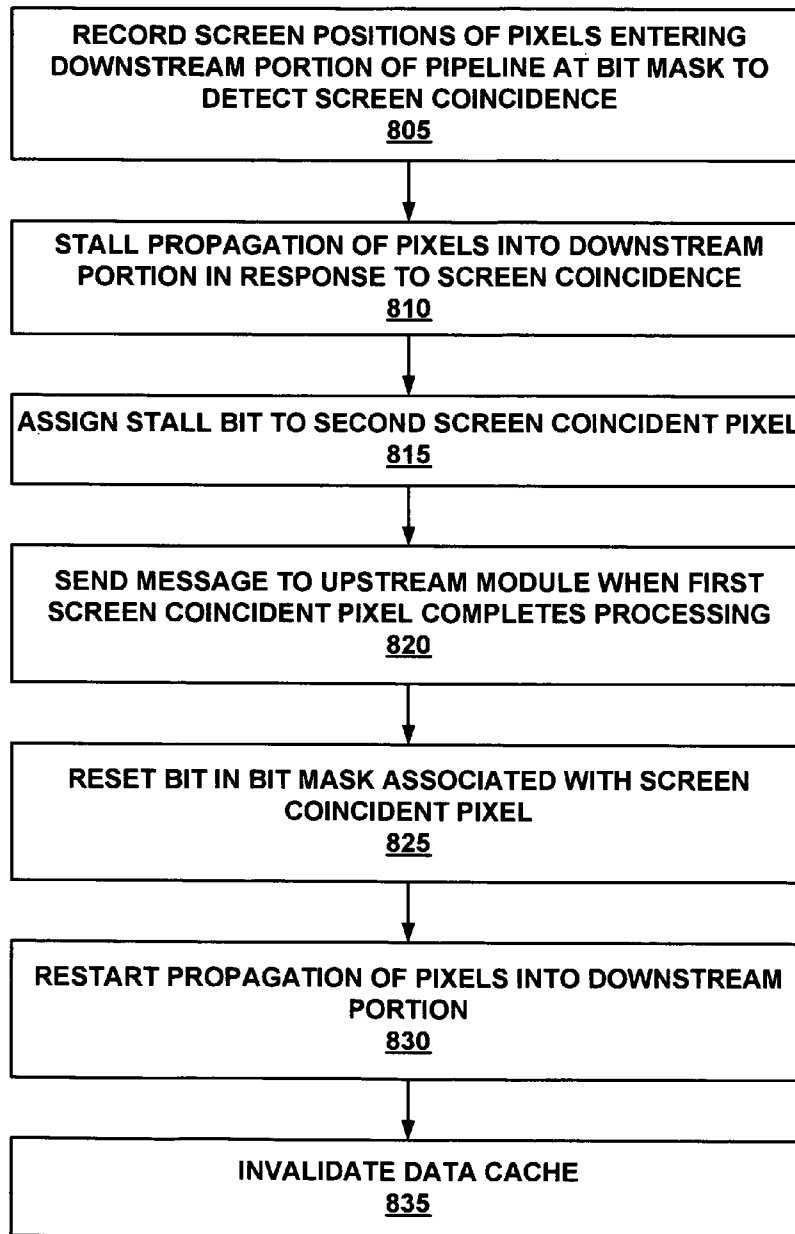 RECORD SCREEN POSITIONS OF PIXELS ENTERING
DOWNSTREAM PORTION OF PIPELINE AT BIT MASK TO
DETECT SCREEN COINCIDENCE
805
STALL PROPAGATION OF PIXELS INTO DOWNSTREAM
PORTION IN RESPONSE TO SCREEN COINCIDENCE
810
ASSIGN STALL BIT TO SECOND SCREEN COINCIDENT PIXEL
815
SEND MESSAGE TO UPSTREAM MODULE WHEN FIRST
SCREEN COINCIDENT PIXEL COMPLETES PROCESSING
820
RESET BIT IN BIT MASK ASSOCIATED WITH SCREEN
COINCIDENT PIXEL
825
RESTART PROPAGATION OF PIXELS INTO DOWNSTREAM
PORTION
830
INVALIDATE DATA CACHE
835